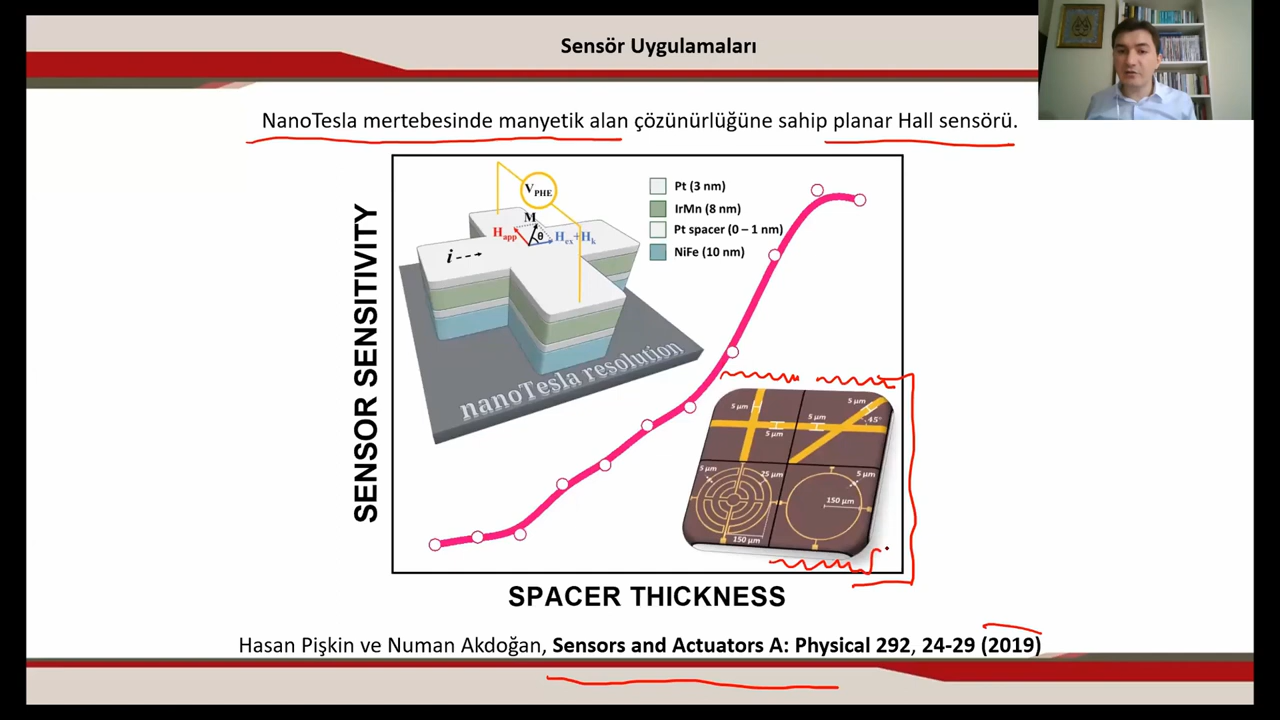 Sensör Uygulamaları
NanoTesla mertebesinde manyetik alan çözünürlüğüne sahip planar Hall sensörü.
SENSOR SENSITIVITY
V_PHE
M
H_app
θ
H_ex+H_k
i
nanoTesla resolution
Pt (3 nm)
IrMn (8 nm)
Pt spacer (0 – 1 nm)
NiFe (10 nm)
5 µm
5 µm
5 µm
5 µm
45°
5 µm
25 µm
150 µm
5 µm
150 µm
SPACER THICKNESS
Hasan Pişkin ve Numan Akdoğan, Sensors and Actuators A: Physical 292, 24-29 (2019)